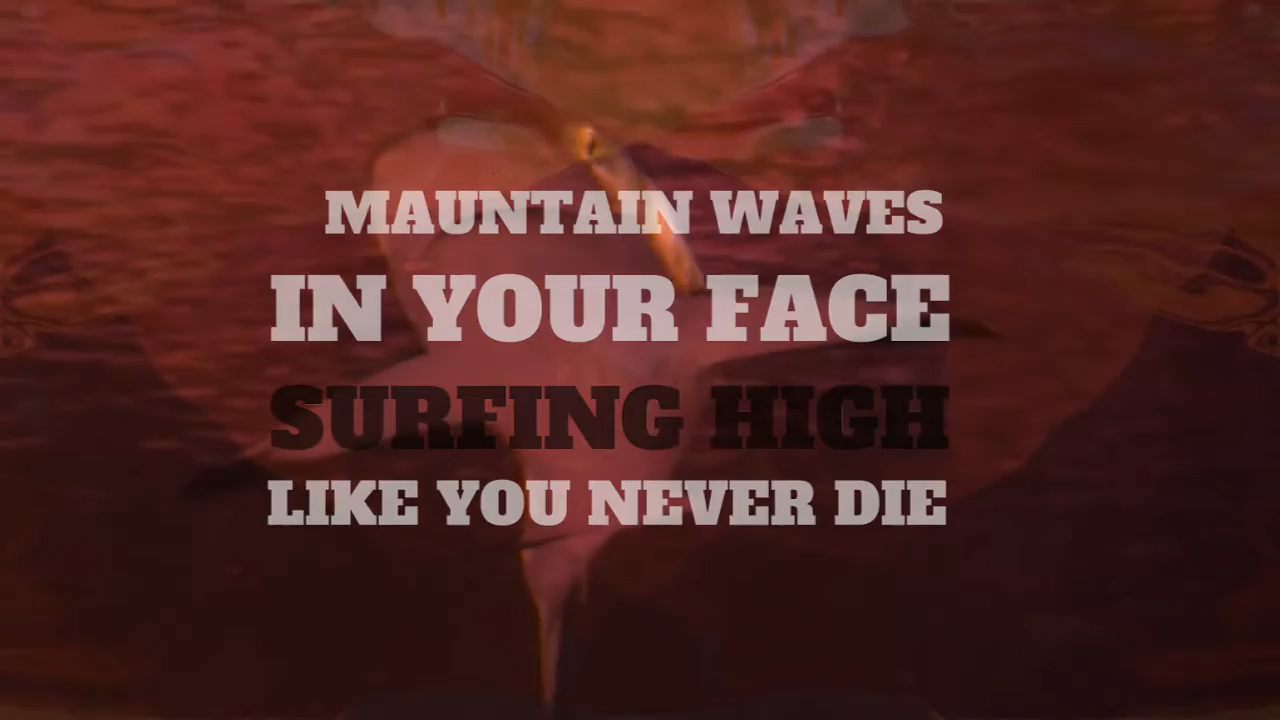 MAUNTAIN WAVES
IN YOUR FACE
SURFING HIGH
LIKE YOU NEVER DIE